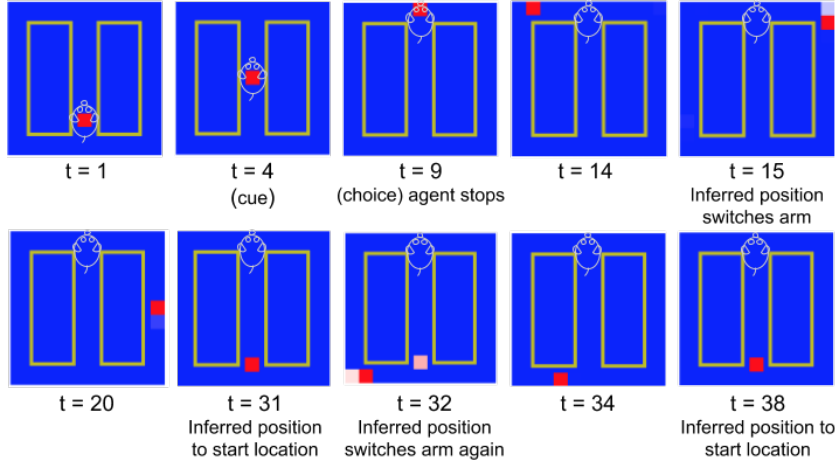 t = 1
t = 4
(cue)
t = 9
(choice) agent stops
t = 14
t = 15
Inferred position
switches arm
t = 20
t = 31
Inferred position
to start location
t = 32
Inferred position
switches arm again
t = 34
t = 38
Inferred position to
start location